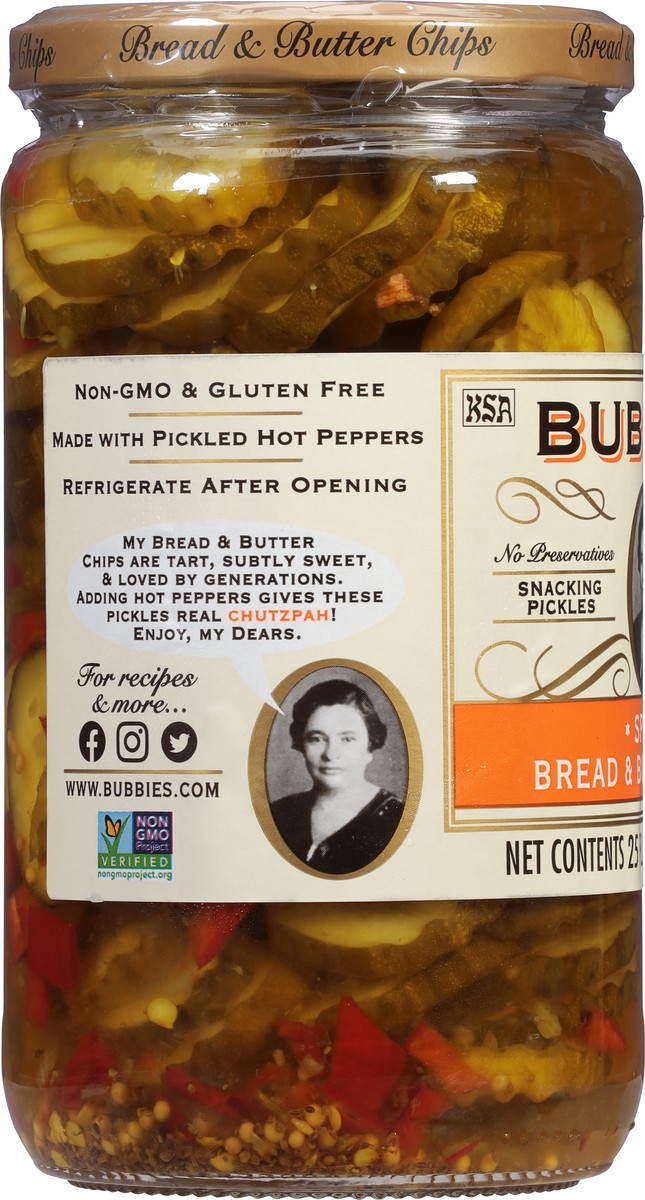 Chips Bread & Butter Chips Bread &
Non-GMO & Gluten Free
Made with Pickled Hot Peppers
Refrigerate After Opening
My Bread & Butter
Chips are tart, subtly sweet,
& loved by generations.
Adding hot peppers gives these
pickles real chutzpah!
Enjoy, my Dears.
For recipes
& more...
www.bubbies.com
NON
GMO
Project
VERIFIED
nongmoproject.org
KSA
BUB
No Preservatives
SNACKING
PICKLES
* SP
BREAD & B
NET CONTENTS 25